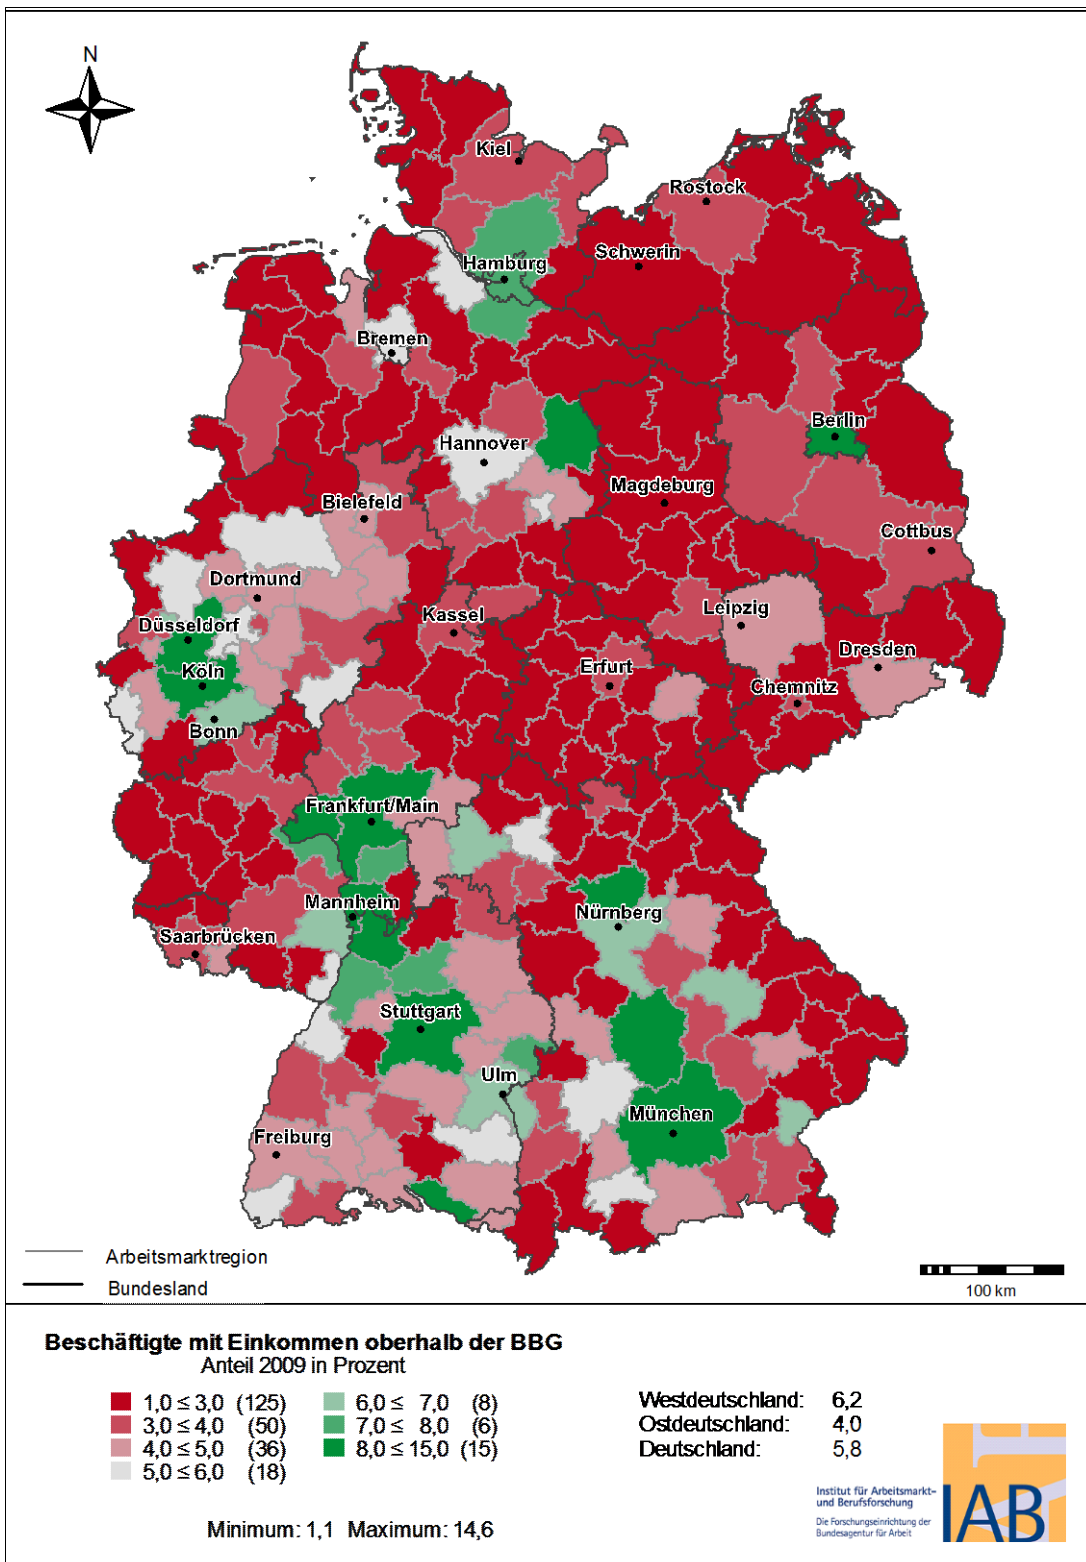 N
Kiel
Rostock
Schwerin
Hamburg
Bremen
Berlin
Hannover
Magdeburg
Bielefeld
Cottbus
Dortmund
Leipzig
Kassel
Düsseldorf
Dresden
Erfurt
Köln
Chemnitz
Bonn
Frankfurt/Main
Mannheim
Nürnberg
Saarbrücken
Stuttgart
Ulm
München
Freiburg
Arbeitsmarktregion
Bundesland
100 km
Beschäftigte mit Einkommen oberhalb der BBG
Anteil 2009 in Prozent
1,0 ≤ 3,0 (125)
3,0 ≤ 4,0 (50)
4,0 ≤ 5,0 (36)
5,0 ≤ 6,0 (18)
6,0 ≤ 7,0 (8)
7,0 ≤ 8,0 (6)
8,0 ≤ 15,0 (15)
Westdeutschland: 6,2
Ostdeutschland: 4,0
Deutschland: 5,8
Minimum: 1,1 Maximum: 14,6
Institut für Arbeitsmarkt-
und Berufsforschung
Die Forschungseinrichtung der
Bundesagentur für Arbeit
IAB